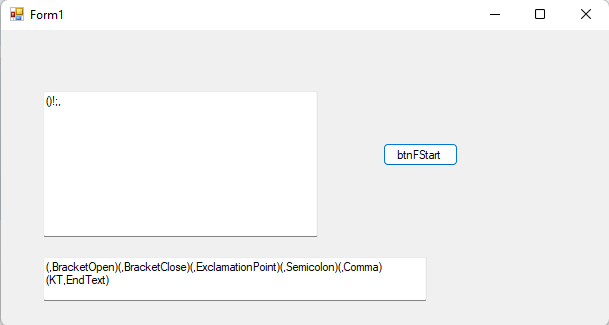 Form1
()!;,
btnFStart
(,BracketOpen)(,BracketClose)(,ExclamationPoint)(,Semicolon)(,Comma)
(KT,EndText)